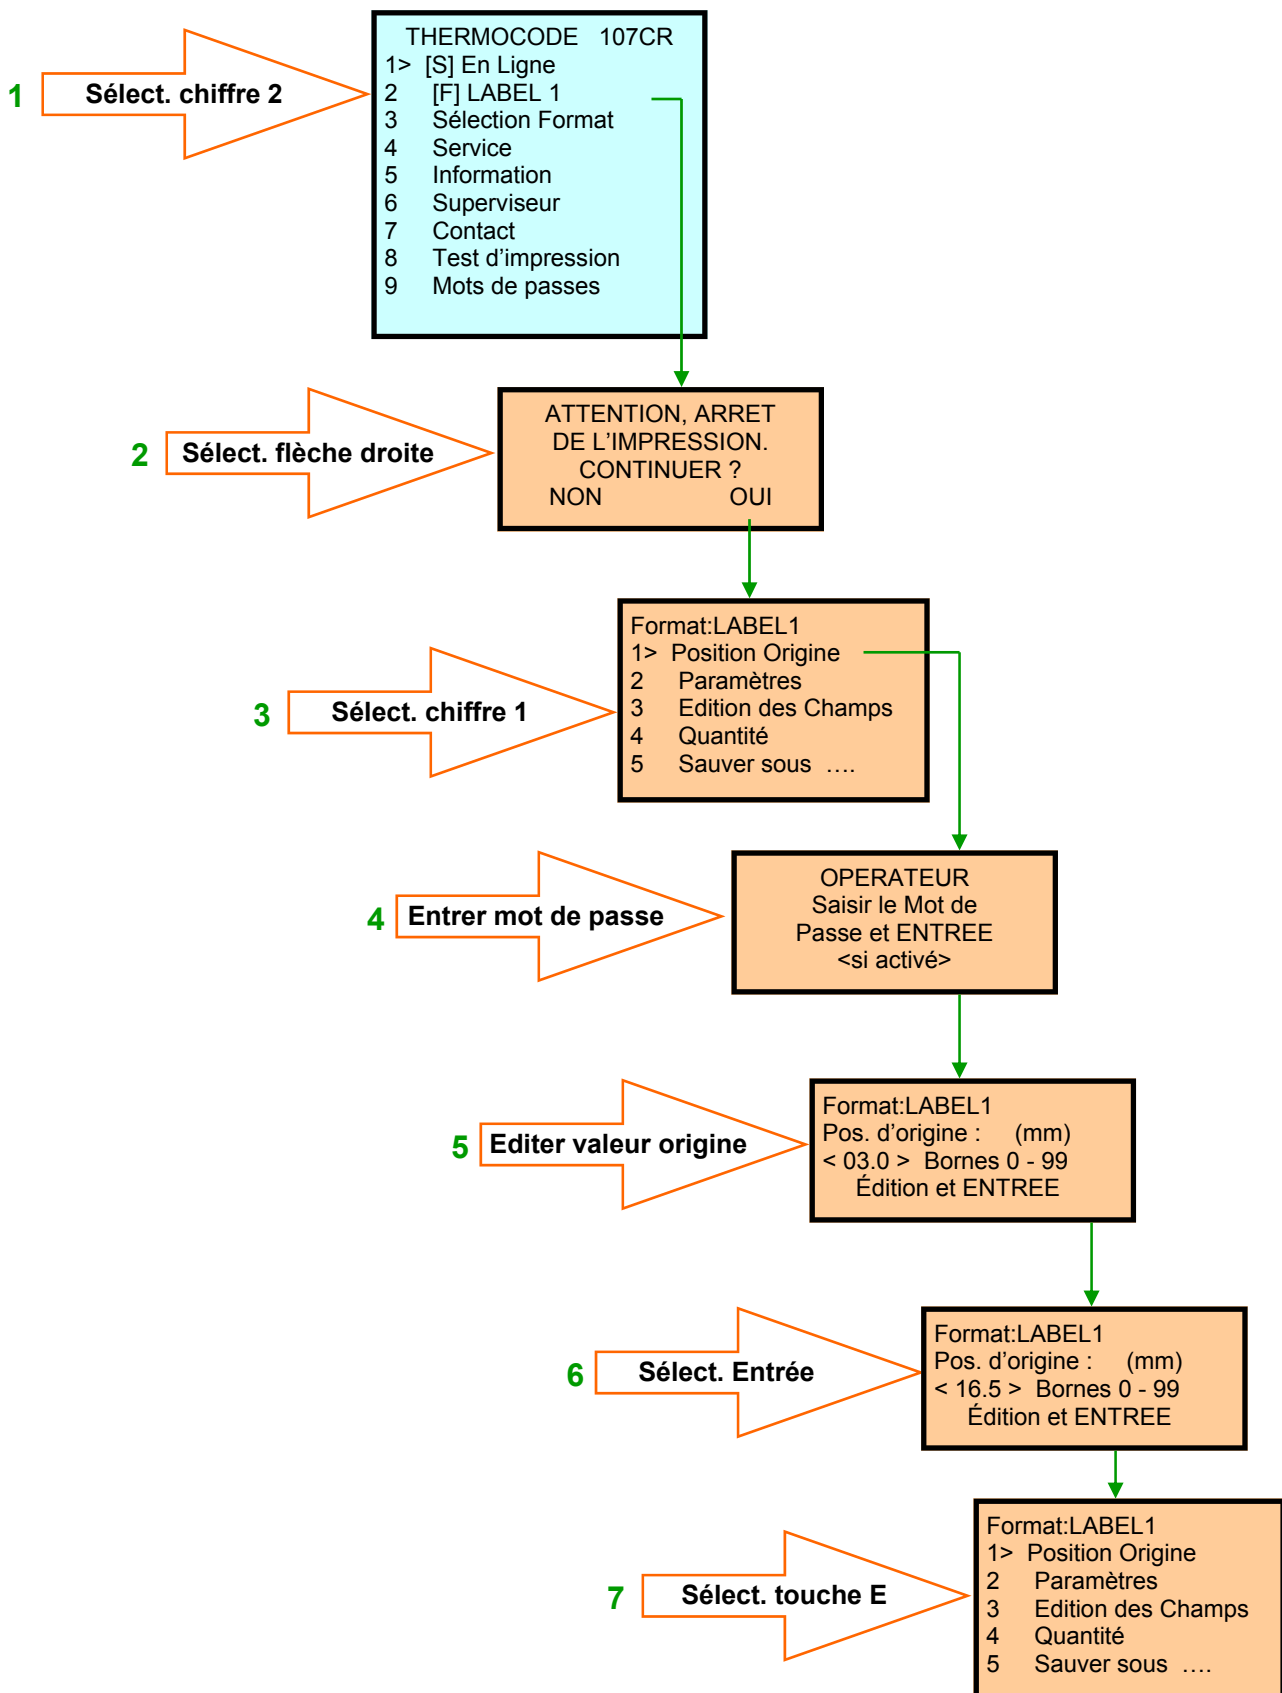 THERMOCODE 107CR
1> [S] En Ligne
2 [F] LABEL 1
3 Sélection Format
4 Service
5 Information
6 Superviseur
7 Contact
8 Test d'impression
9 Mots de passes
1 Sélect. chiffre 2
ATTENTION, ARRET
DE L'IMPRESSION.
CONTINUER ?
NON OUI
2 Sélect. flèche droite
Format:LABEL1
1> Position Origine
2 Paramètres
3 Edition des Champs
4 Quantité
5 Sauver sous ....
3 Sélect. chiffre 1
OPERATEUR
Saisir le Mot de
Passe et ENTREE
<si activé>
4 Entrer mot de passe
Format:LABEL1
Pos. d'origine : (mm)
< 03.0 > Bornes 0 - 99
Édition et ENTREE
5 Editer valeur origine
Format:LABEL1
Pos. d'origine : (mm)
< 16.5 > Bornes 0 - 99
Édition et ENTREE
6 Sélect. Entrée
Format:LABEL1
1> Position Origine
2 Paramètres
3 Edition des Champs
4 Quantité
5 Sauver sous ....
7 Sélect. touche E